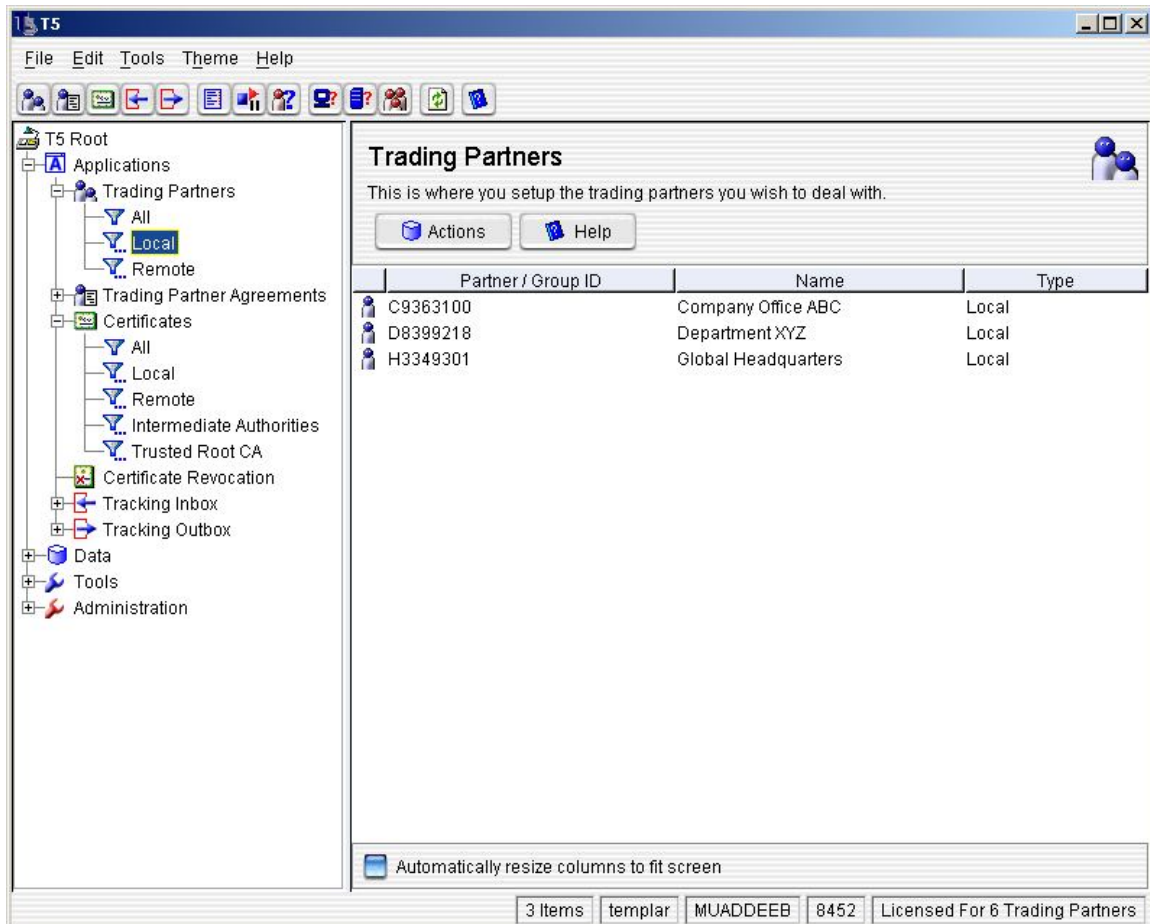 T5
File Edit Tools Theme Help
T5 Root
Applications
Trading Partners
All
Local
Remote
Trading Partner Agreements
Certificates
All
Local
Remote
Intermediate Authorities
Trusted Root CA
Certificate Revocation
Tracking Inbox
Tracking Outbox
Data
Tools
Administration
Trading Partners
This is where you setup the trading partners you wish to deal with.
Actions Help
Partner / Group ID Name Type
C9363100 Company Office ABC Local
D8399218 Department XYZ Local
H3349301 Global Headquarters Local
Automatically resize columns to fit screen
3 Items templar MUADDEEB 8452 Licensed For 6 Trading Partners